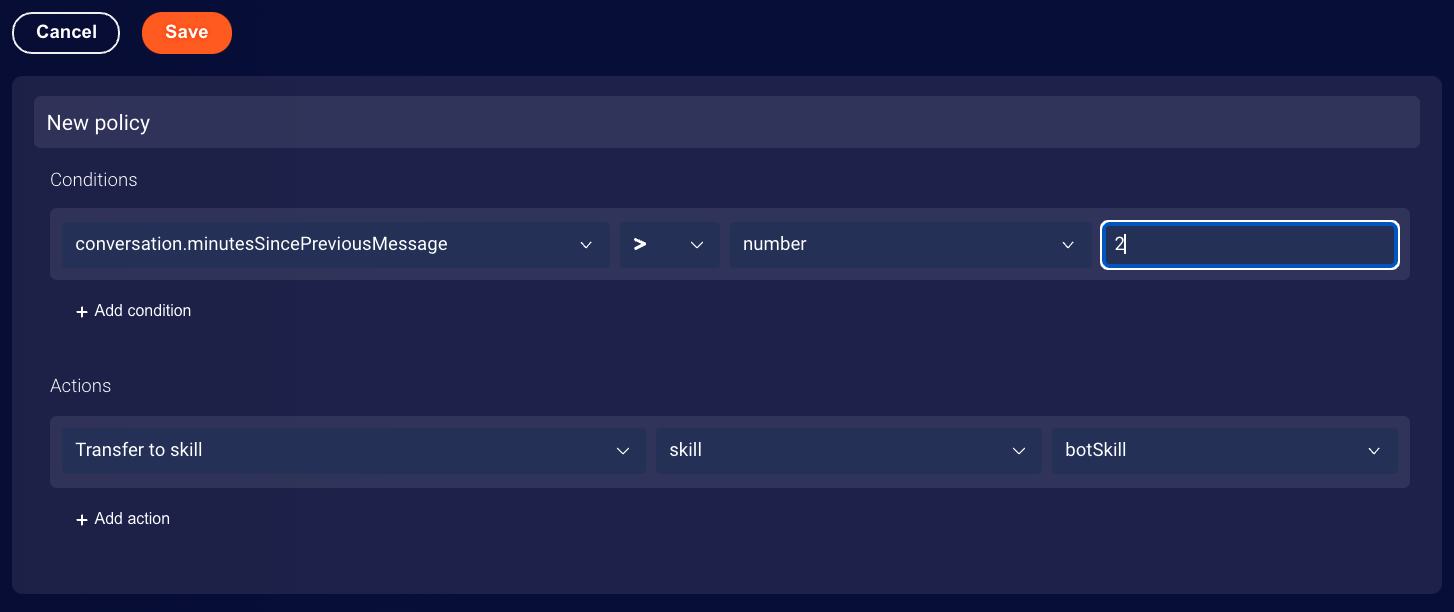 Cancel Save
New policy
Conditions
conversation.minutesSincePreviousMessage > number 2
+ Add condition
Actions
Transfer to skill skill botSkill
+ Add action